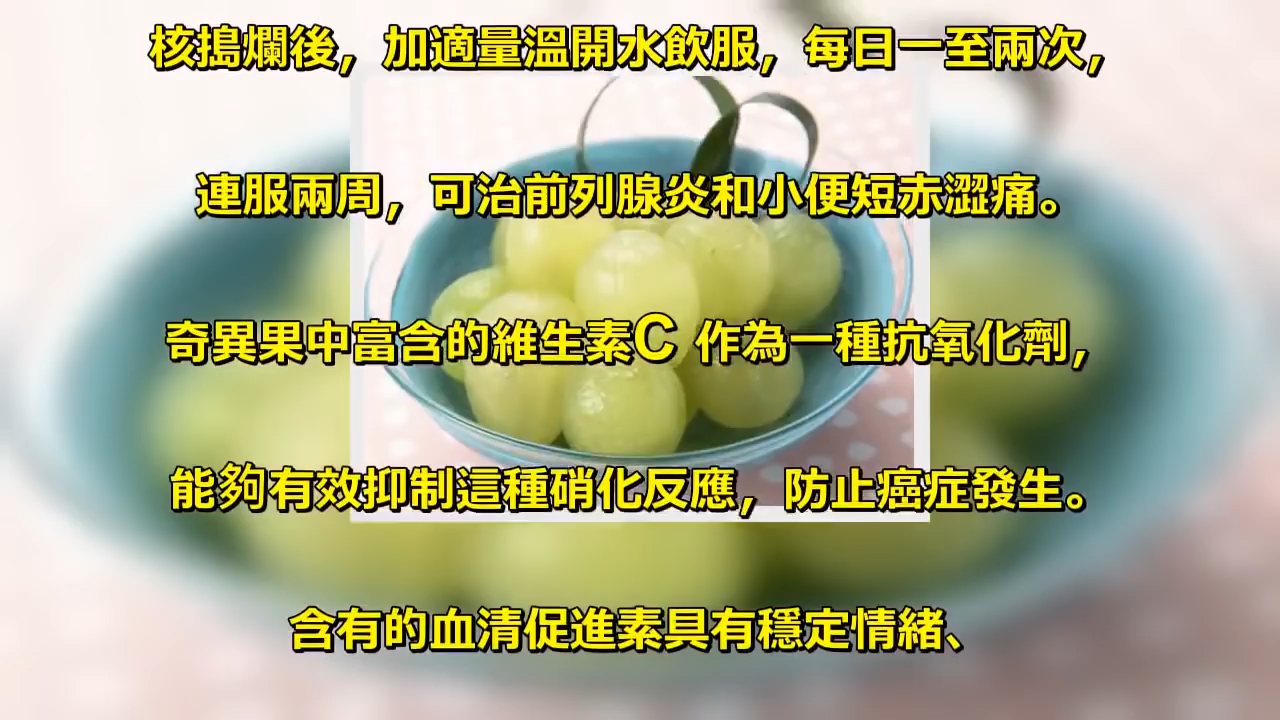 核搗爛後，加適量溫開水飲服，每日一至兩次，
連服兩周，可治前列腺炎和小便短赤澀痛。
奇異果中富含的維生素C 作為一種抗氧化劑，
能夠有效抑制這種硝化反應，防止癌症發生。
含有的血清促進素具有穩定情緒、